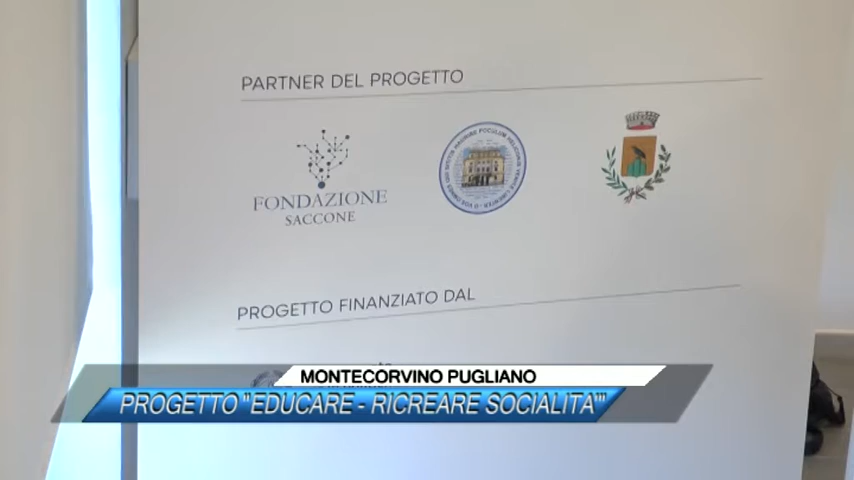 PARTNER DEL PROGETTO
FONDAZIONE
SACCONE
PROGETTO FINANZIATO DAL
MONTECORVINO PUGLIANO
PROGETTO "EDUCARE - RICREARE SOCIALITA'"